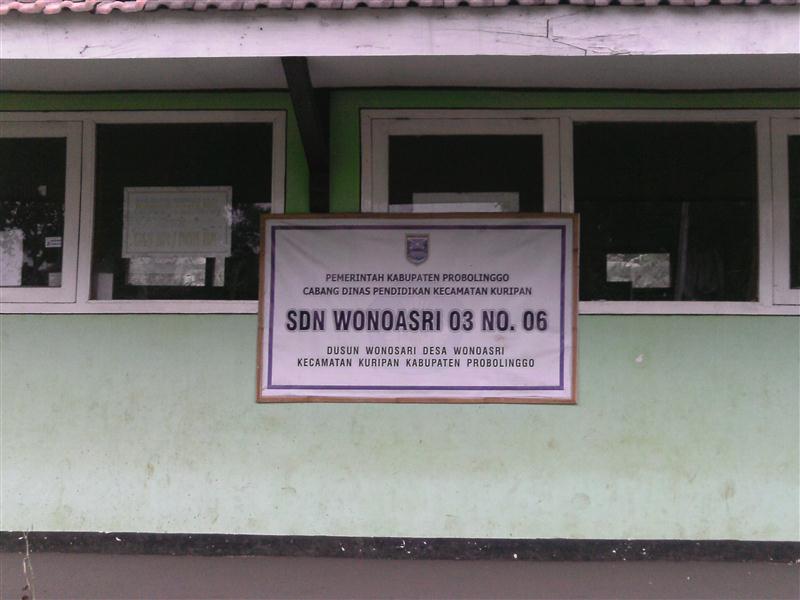 PEMERINTAH KABUPATEN PROBOLINGGO
CABANG DINAS PENDIDIKAN KECAMATAN KURIPAN
SDN WONOASRI 03 NO. 06
DUSUN WONOSARI DESA WONOASRI
KECAMATAN KURIPAN KABUPATEN PROBOLINGGO